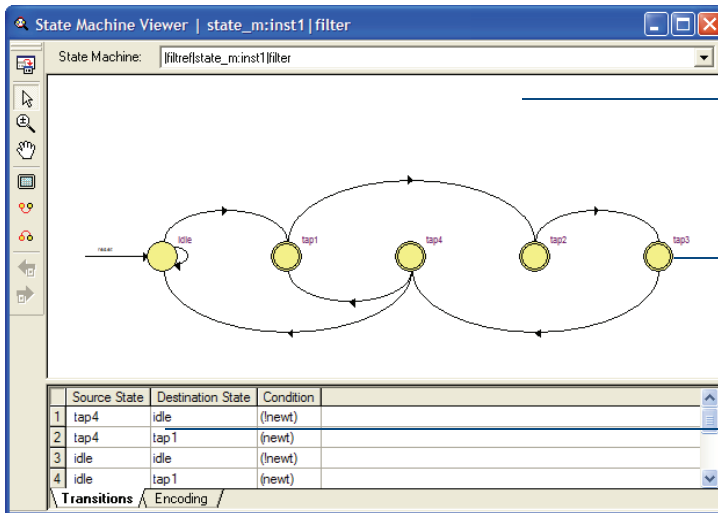 State Machine Viewer | state_m:inst1|filter
State Machine: |filtref|state_m:inst1|filter
reset
idle
tap1
tap4
tap2
tap3
Source State Destination State Condition
1 tap4 idle (!newt)
2 tap4 tap1 (newt)
3 idle idle (!newt)
4 idle tap1 (newt)
Transitions Encoding